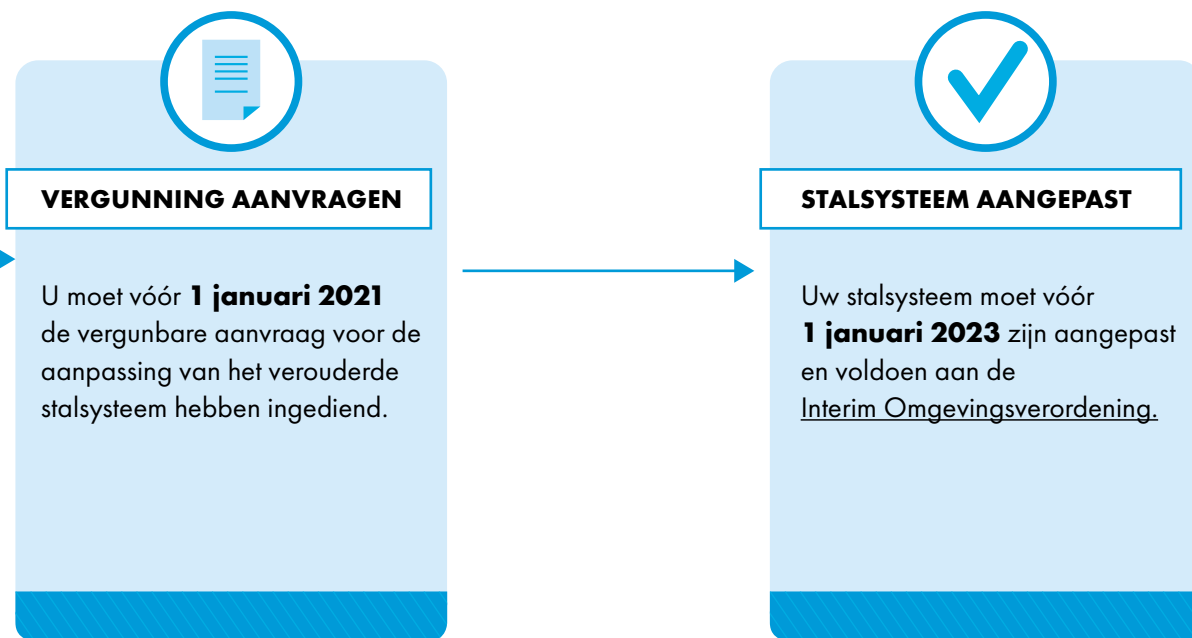 VERGUNNING AANVRAGEN
U moet vóór 1 januari 2021
de vergunbare aanvraag voor de
aanpassing van het verouderde
stalsysteem hebben ingediend.
STALSYSTEEM AANGEPAST
Uw stalsysteem moet vóór
1 januari 2023 zijn aangepast
en voldoen aan de
Interim Omgevingsverordening.